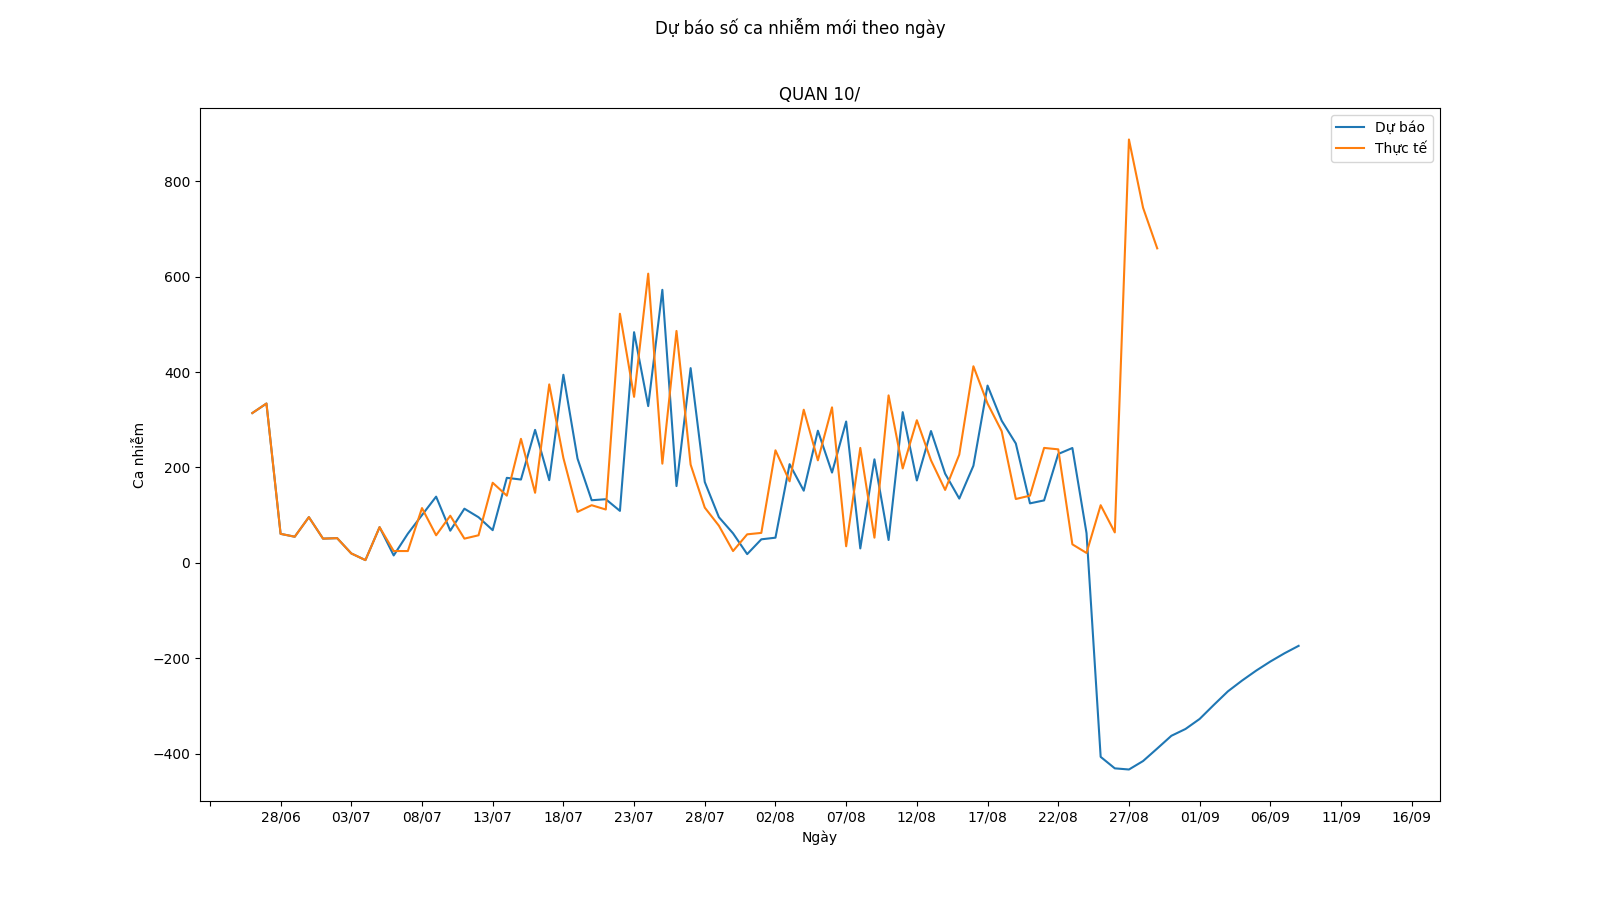 Dự báo số ca nhiễm mới theo ngày
QUAN 10/
Dự báo
Thực tế
800
600
400
200
0
−200
−400
Ca nhiễm
28/06 03/07 08/07 13/07 18/07 23/07 28/07 02/08 07/08 12/08 17/08 22/08 27/08 01/09 06/09 11/09 16/09
Ngày